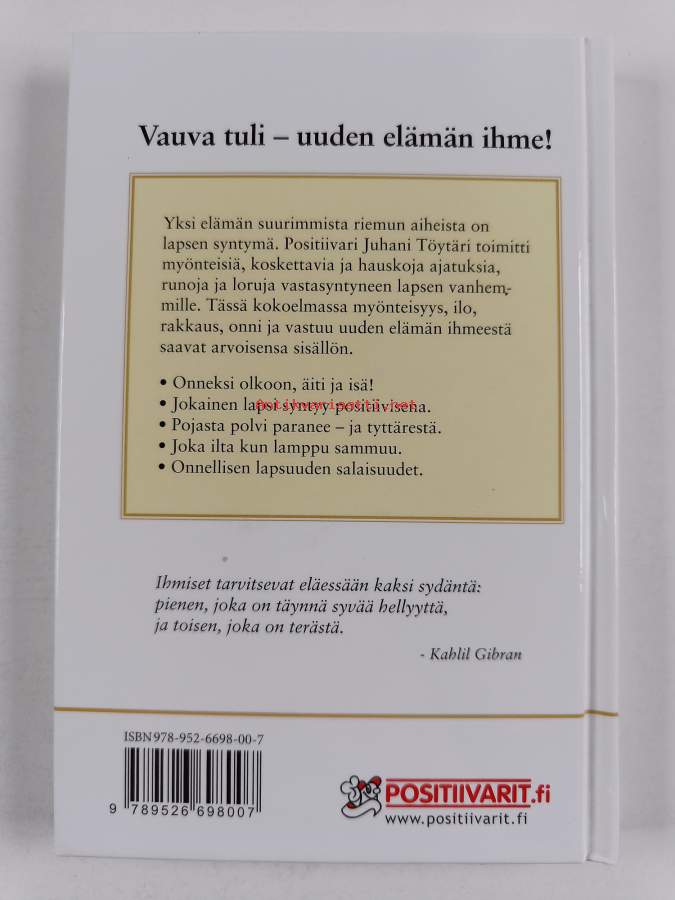 Vauva tuli – uuden elämän ihme!
Yksi elämän suurimmista riemun aiheista on
lapsen syntymä. Positiivari Juhani Töytäri toimitti
myönteisiä, koskettavia ja hauskoja ajatuksia,
runoja ja loruja vastasyntyneen lapsen vanhem-
mille. Tässä kokoelmassa myönteisyys, ilo,
rakkaus, onni ja vastuu uuden elämän ihmeestä
saavat arvoisensa sisällön.
• Onneksi olkoon, äiti ja isä!
• Jokainen lapsi syntyy positiivisena.
Antikvariaatti.net
• Pojasta polvi paranee – ja tyttärestä.
• Joka ilta kun lamppu sammuu.
• Onnellisen lapsuuden salaisuudet.
Ihmiset tarvitsevat eläessään kaksi sydäntä:
pienen, joka on täynnä syvää hellyyttä,
ja toisen, joka on terästä.
- Kahlil Gibran
ISBN 978-952-6698-00-7
9 789526 698007
POSITIIVARIT.fi
www.positiivarit.fi